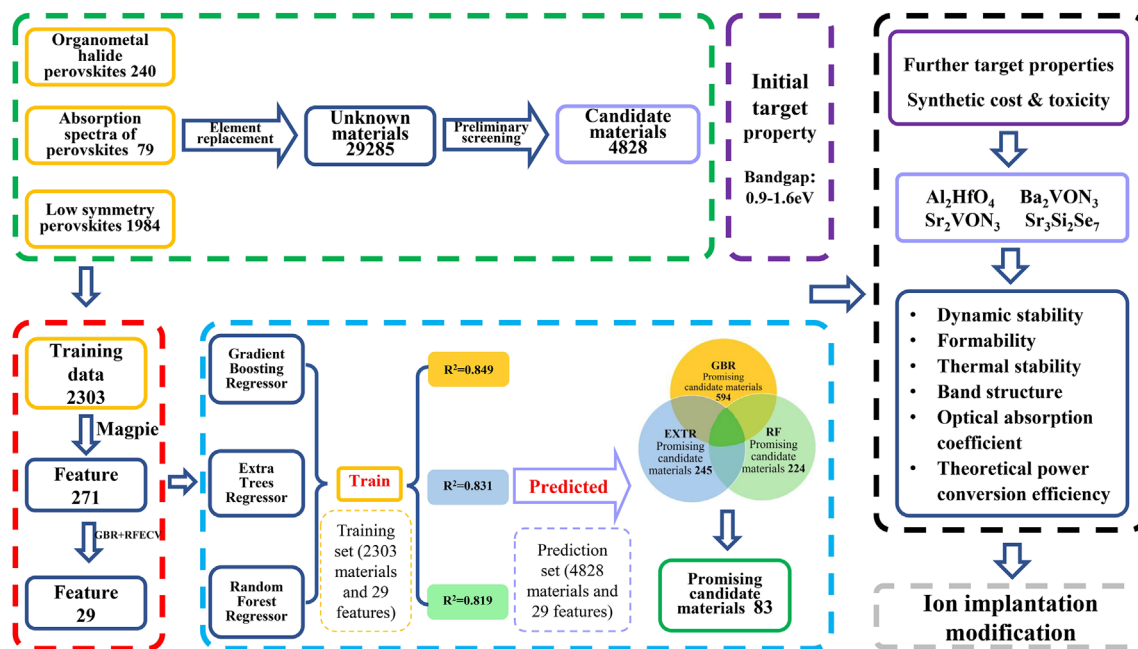 Organometal
halide
perovskites 240
Absorption
spectra of
perovskites 79
Low symmetry
perovskites 1984
Element
replacement
Unknown
materials
29285
Preliminary
screening
Candidate
materials
4828
Initial
target
property
Bandgap:
0.9-1.6eV
Further target properties
Synthetic cost & toxicity
Al₂HfO₄ Ba₂VON₃
Sr₂VON₃ Sr₃Si₂Se₇
• Dynamic stability
• Formability
• Thermal stability
• Band structure
• Optical absorption
coefficient
• Theoretical power
conversion efficiency
Ion implantation
modification
Training
data
2303
Magpie
Feature
271
GBR+RFECV
Feature
29
Gradient
Boosting
Regressor
Extra
Trees
Regressor
Random
Forest
Regressor
Train
Training
set (2303
materials
and 29
features)
R²=0.849
R²=0.831
R²=0.819
Predicted
Prediction
set (4828
materials and
29 features)
GBR
Promising
candidate materials
594
EXTR
Promising
candidate
materials 245
RF
Promising
candidate
materials 224
Promising
candidate
materials 83